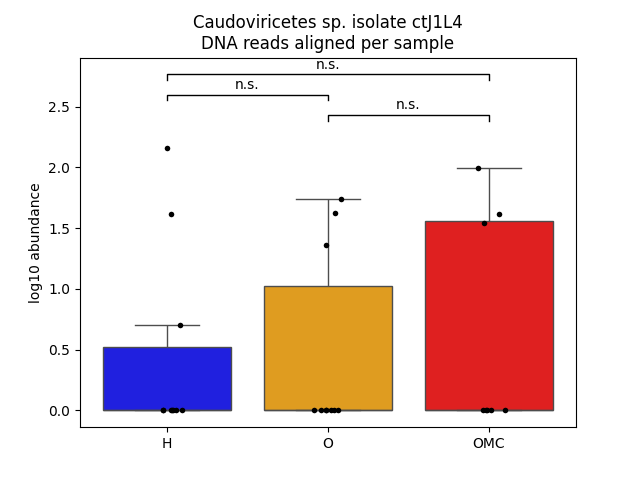 Caudoviricetes sp. isolate ctJ1L4
DNA reads aligned per sample
n.s.
n.s.
n.s.
log10 abundance
2.5
2.0
1.5
1.0
0.5
0.0
H
O
OMC